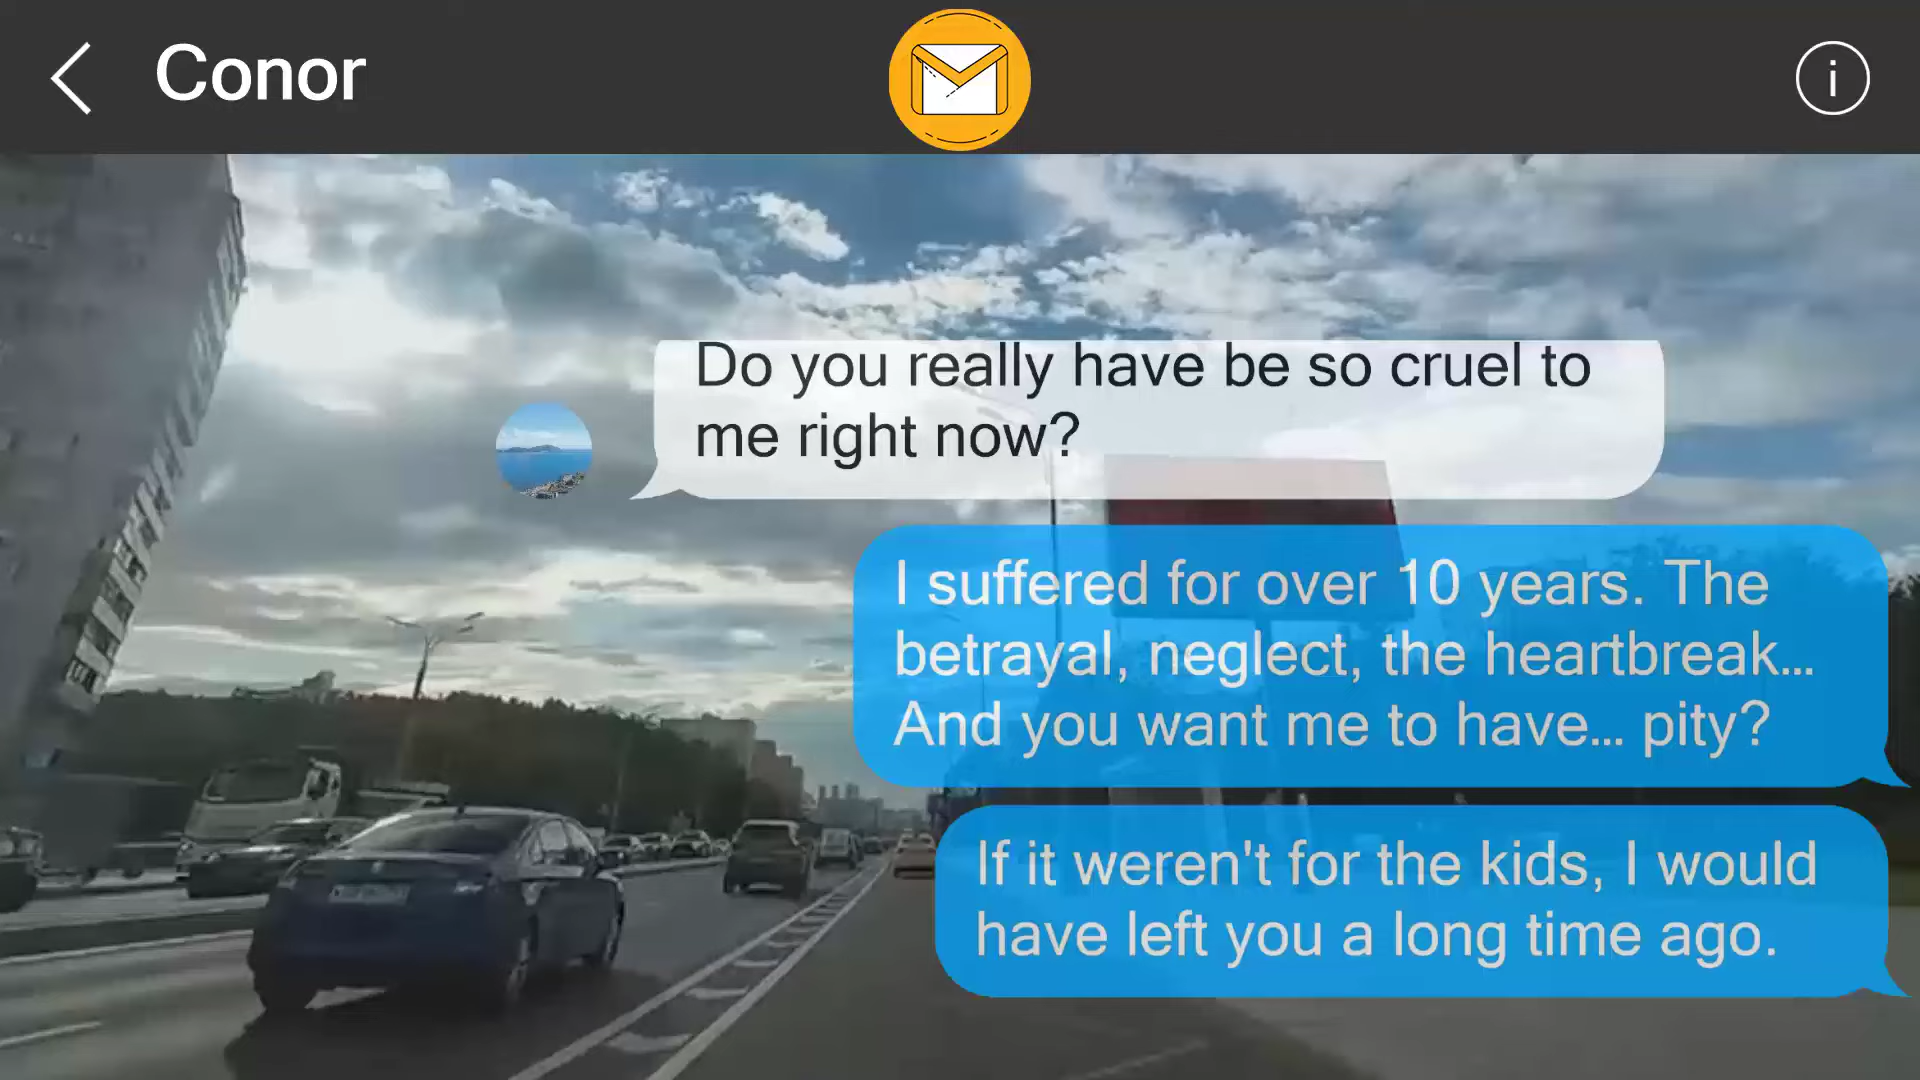 Conor
i
Do you really have be so cruel to
me right now?
I suffered for over 10 years. The
betrayal, neglect, the heartbreak...
And you want me to have... pity?
If it weren't for the kids, I would
have left you a long time ago.